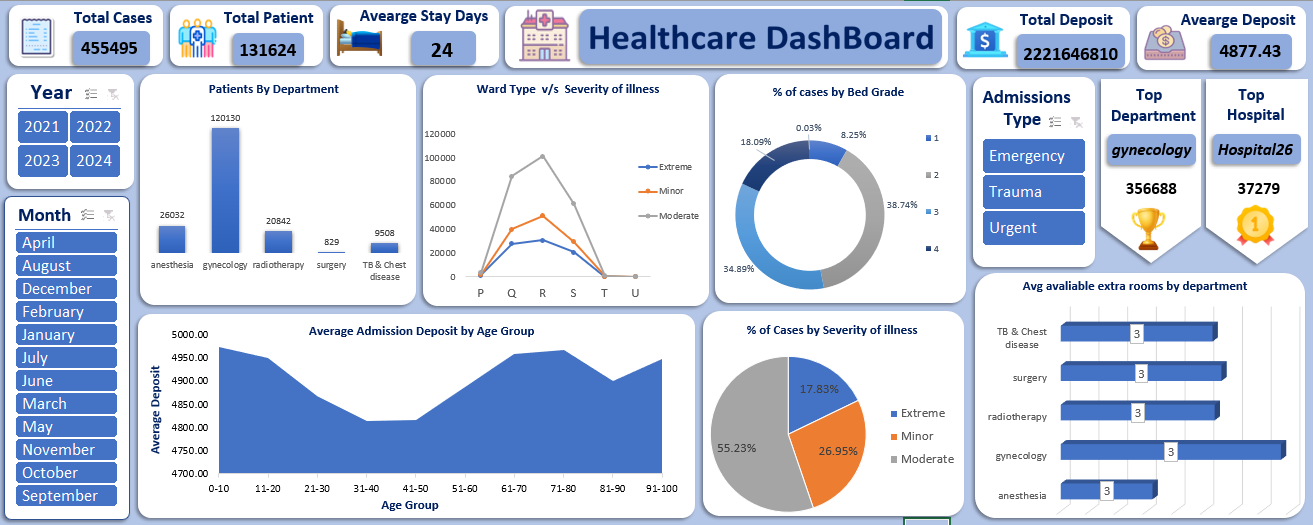 Total Cases
455495
Total Patient
131624
Avearge Stay Days
24
Healthcare DashBoard
Total Deposit
2221646810
Avearge Deposit
4877.43
Year
2021
2022
2023
2024
Month
April
August
December
February
January
July
June
March
May
November
October
September
Patients By Department
120130
26032
20842
829
9508
anesthesia
gynecology
radiotherapy
surgery
TB & Chest
disease
Ward Type v/s Severity of illness
120000
100000
80000
60000
40000
20000
0
P
Q
R
S
T
U
Extreme
Minor
Moderate
% of cases by Bed Grade
0.03%
8.25%
18.09%
38.74%
34.89%
1
2
3
4
Admissions
Type
Emergency
Trauma
Urgent
Top
Department
gynecology
356688
Top
Hospital
Hospital26
37279
1
Average Admission Deposit by Age Group
Average Deposit
5000.00
4950.00
4900.00
4850.00
4800.00
4750.00
4700.00
0-10
11-20
21-30
31-40
41-50
51-60
61-70
71-80
81-90
91-100
Age Group
% of Cases by Severity of illness
17.83%
26.95%
55.23%
Extreme
Minor
Moderate
Avg avaliable extra rooms by department
TB & Chest
disease
3
surgery
3
radiotherapy
3
gynecology
3
anesthesia
3